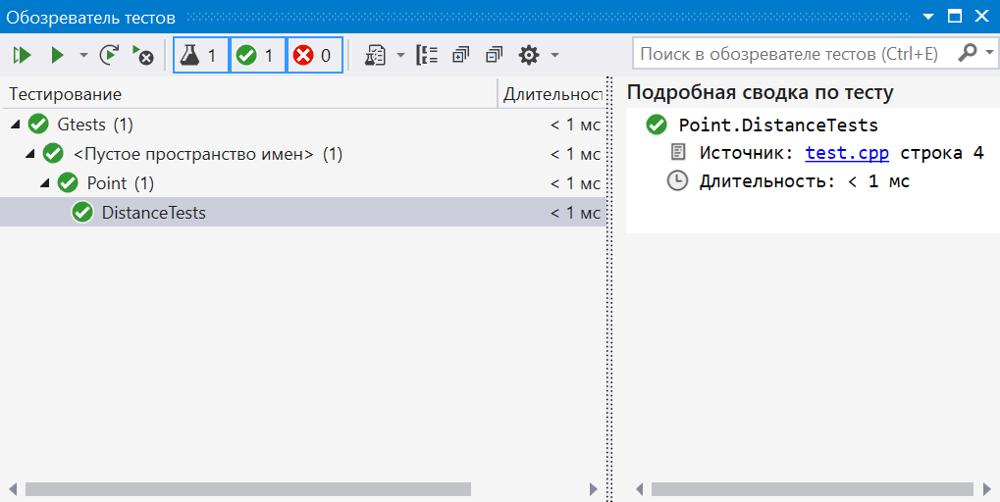 Обозреватель тестов
1 1 0
Поиск в обозревателе тестов (Ctrl+E)
Тестирование Длительност
Gtests (1) < 1 мс
<Пустое пространство имен> (1) < 1 мс
Point (1) < 1 мс
DistanceTests < 1 мс
Подробная сводка по тесту
Point.DistanceTests
Источник: test.cpp строка 4
Длительность: < 1 мс